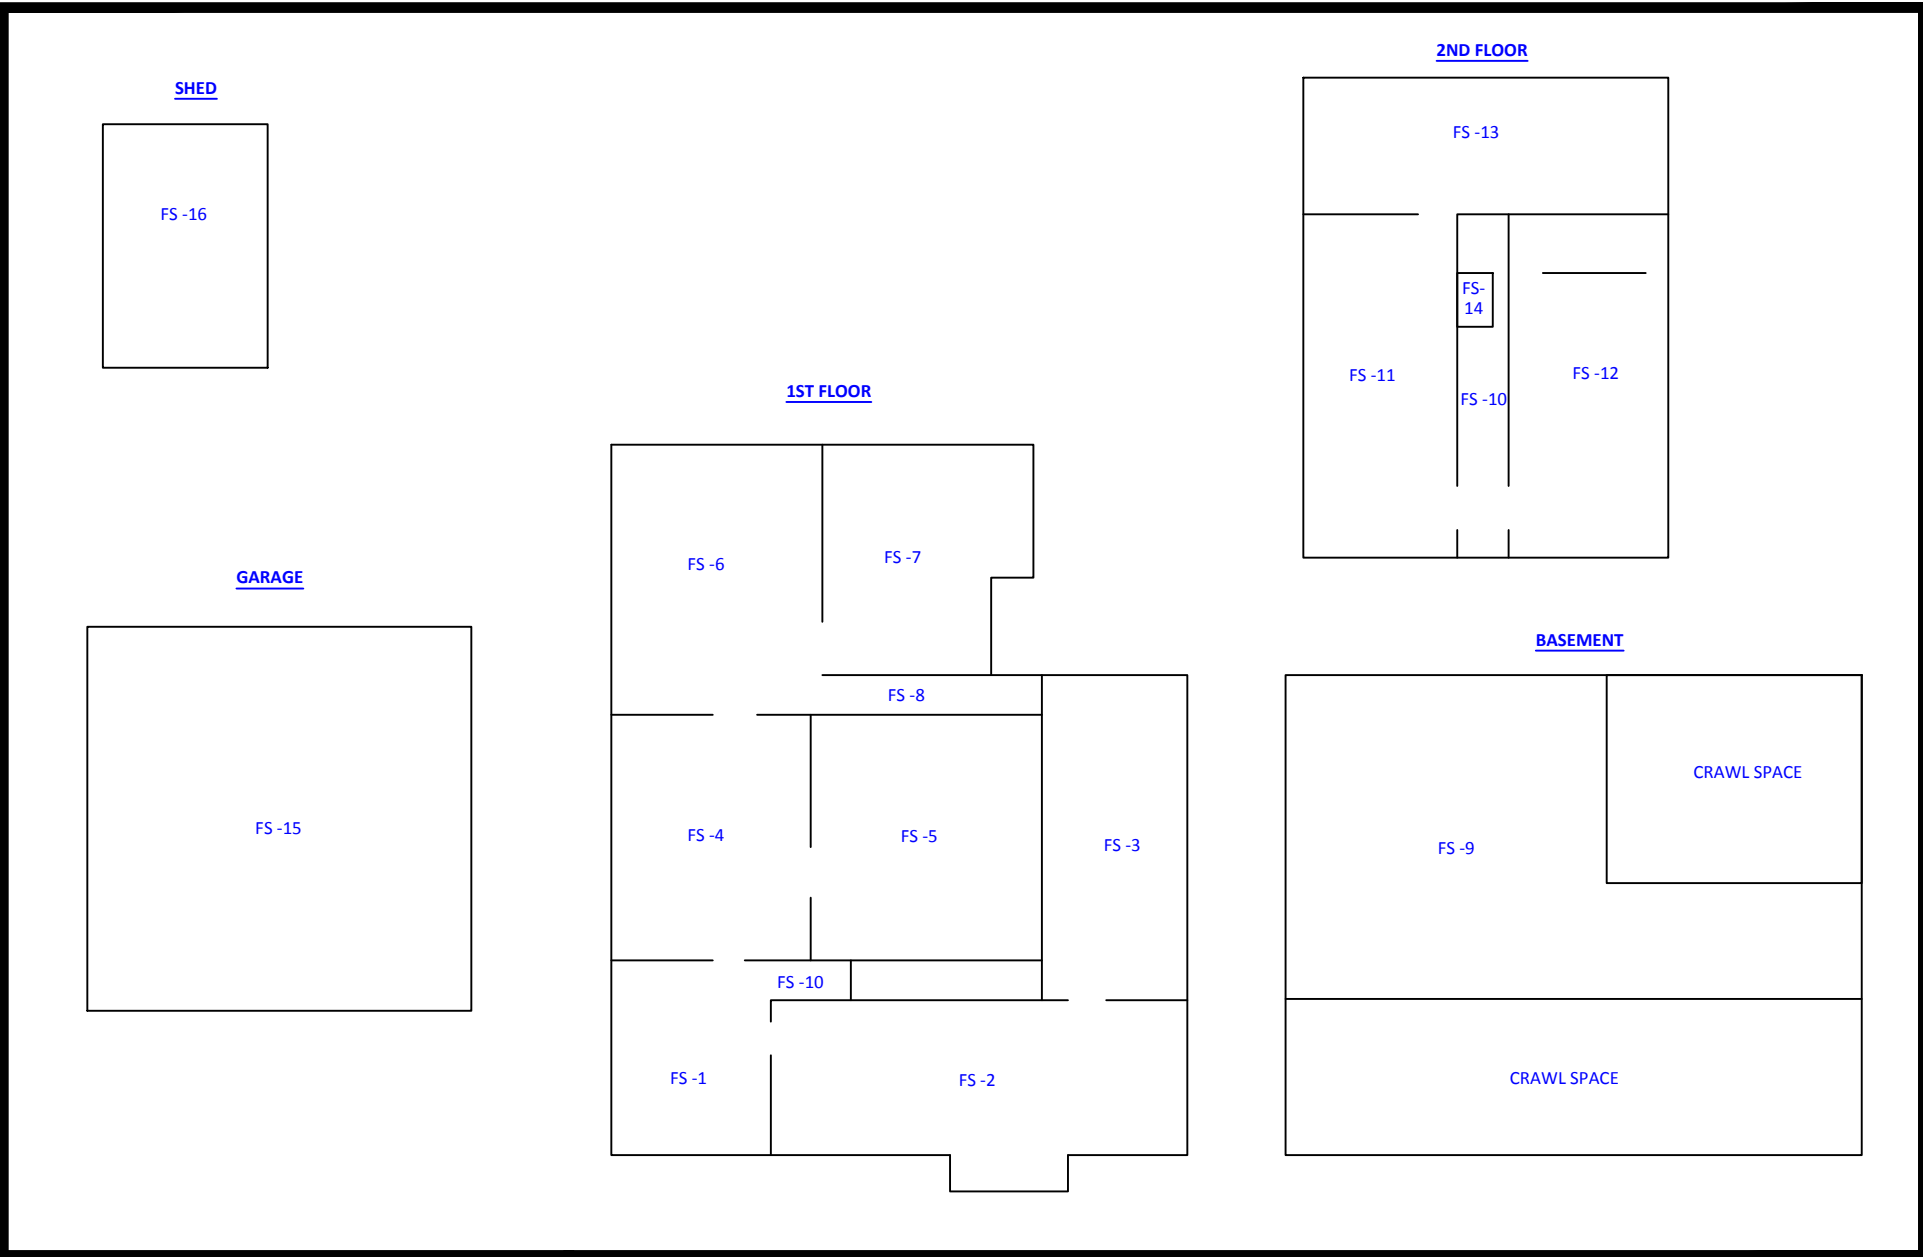 SHED
FS -16
GARAGE
FS -15
1ST FLOOR
FS -6
FS -7
FS -8
FS -4
FS -5
FS -3
FS -10
FS -1
FS -2
2ND FLOOR
FS -13
FS-
14
FS -11
FS -10
FS -12
BASEMENT
CRAWL SPACE
FS -9
CRAWL SPACE